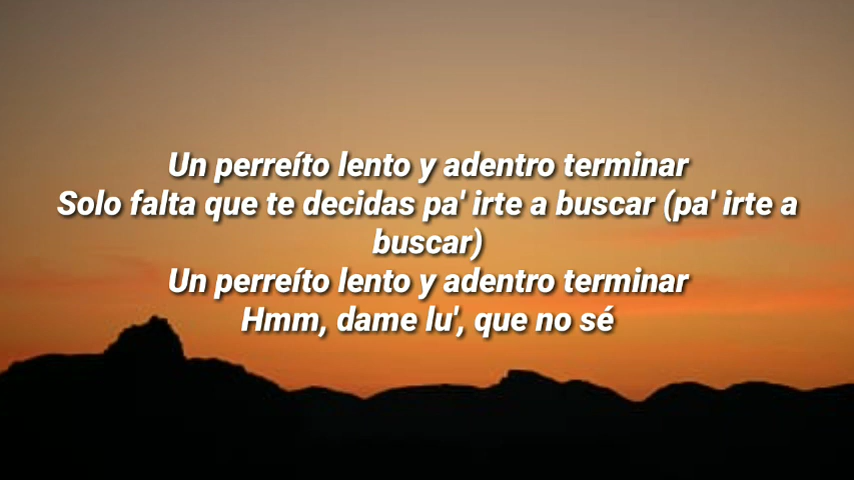 Un perreíto lento y adentro terminar
Solo falta que te decidas pa' irte a buscar (pa' irte a
buscar)
Un perreíto lento y adentro terminar
Hmm, dame lu', que no sé